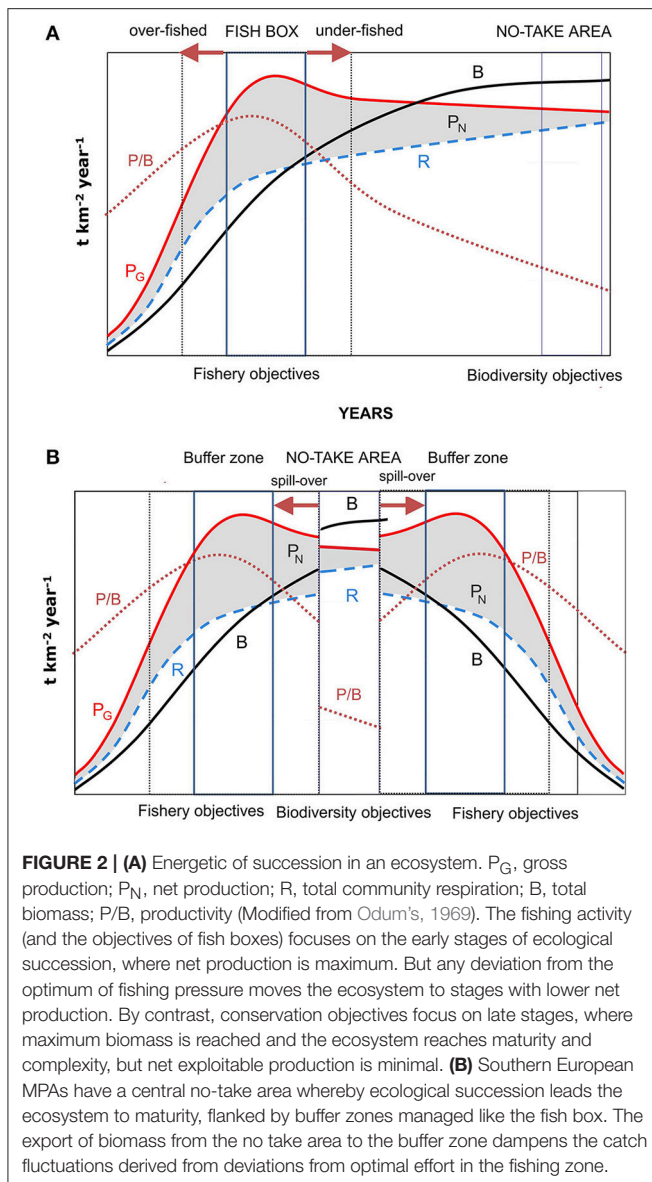 A
over-fished FISH BOX under-fished NO-TAKE AREA
B
P/B
P_N
R
P_G
t km⁻² year⁻¹
Fishery objectives Biodiversity objectives
YEARS
B
Buffer zone NO-TAKE AREA Buffer zone
spill-over spill-over
B
P/B P_N P_N P/B
R
R B B
P/B
P_G
t km⁻² year⁻¹
Fishery objectives Biodiversity objectives Fishery objectives
FIGURE 2 | (A) Energetic of succession in an ecosystem. P_G, gross
production; P_N, net production; R, total community respiration; B, total
biomass; P/B, productivity (Modified from Odum's, 1969). The fishing activity
(and the objectives of fish boxes) focuses on the early stages of ecological
succession, where net production is maximum. But any deviation from the
optimum of fishing pressure moves the ecosystem to stages with lower net
production. By contrast, conservation objectives focus on late stages, where
maximum biomass is reached and the ecosystem reaches maturity and
complexity, but net exploitable production is minimal. (B) Southern European
MPAs have a central no-take area whereby ecological succession leads the
ecosystem to maturity, flanked by buffer zones managed like the fish box. The
export of biomass from the no take area to the buffer zone dampens the catch
fluctuations derived from deviations from optimal effort in the fishing zone.